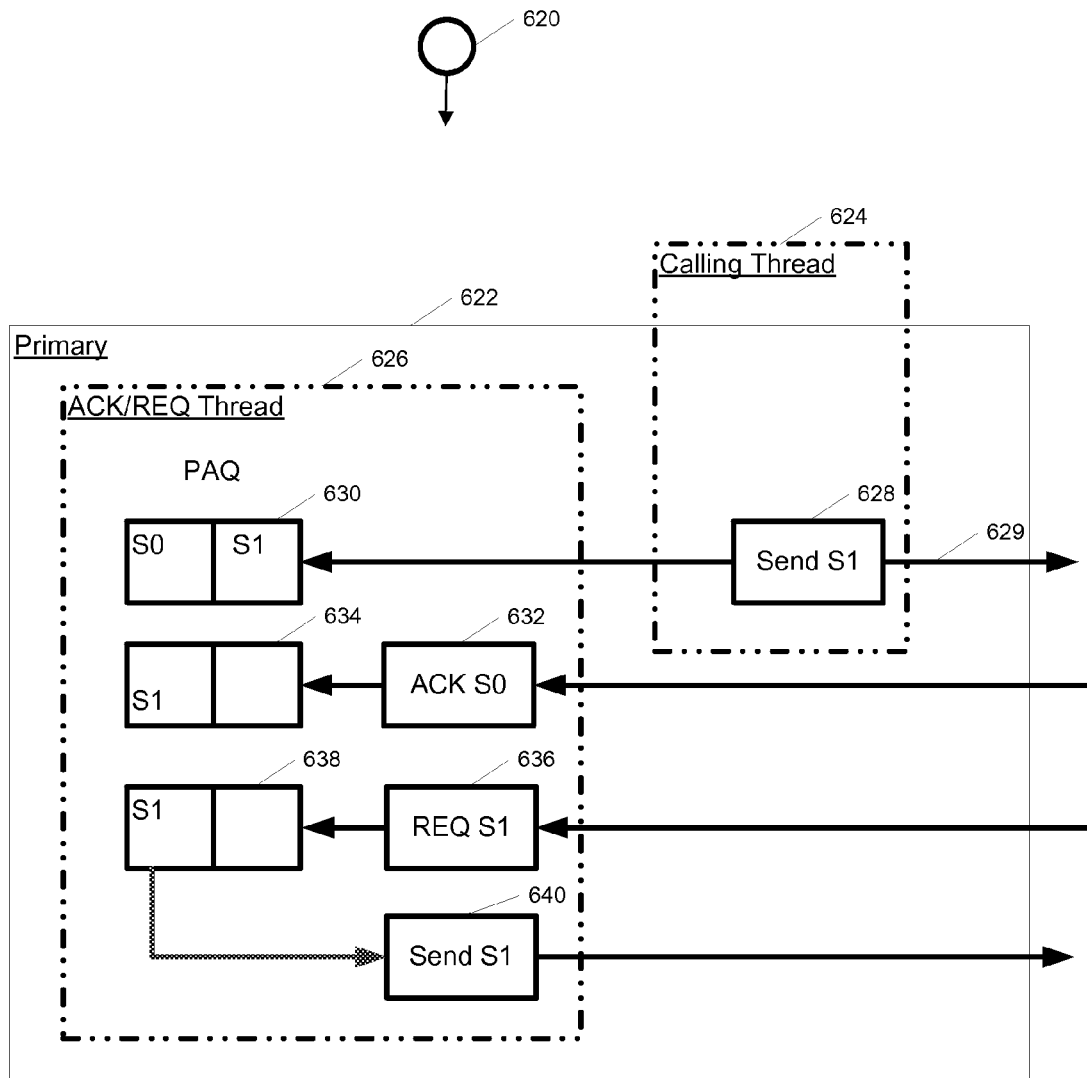 620
624
Calling Thread
622
Primary
626
ACK/REQ Thread
PAQ
630
S0 S1
628
Send S1
629
634
S1
632
ACK S0
638
S1
636
REQ S1
640
Send S1